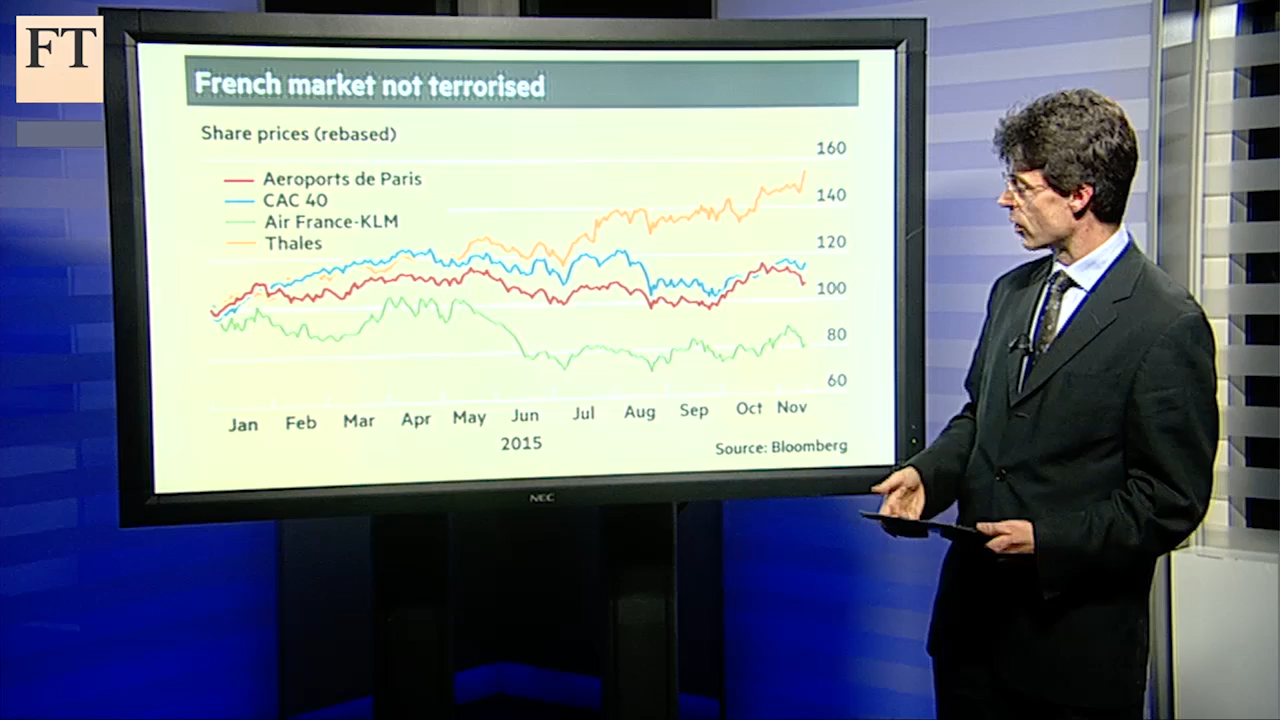 FT
French market not terrorised
Share prices (rebased)
Aeroports de Paris
CAC 40
Air France-KLM
Thales
160
140
120
100
80
60
Jan Feb Mar Apr May Jun Jul Aug Sep Oct Nov
2015
Source: Bloomberg
NEC